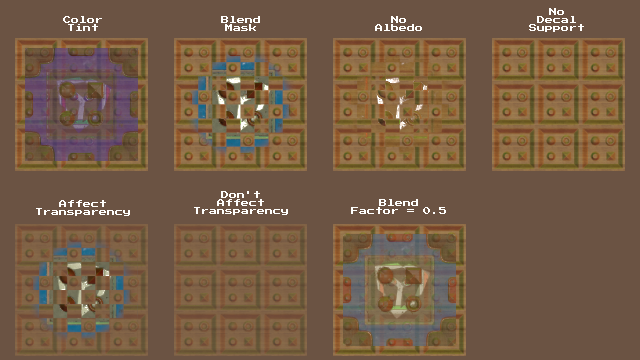 Color
Tint
Blend
Mask
No
Albedo
No
Decal
Support
Affect
Transparency
Don't
Affect
Transparency
Blend
Factor = 0.5